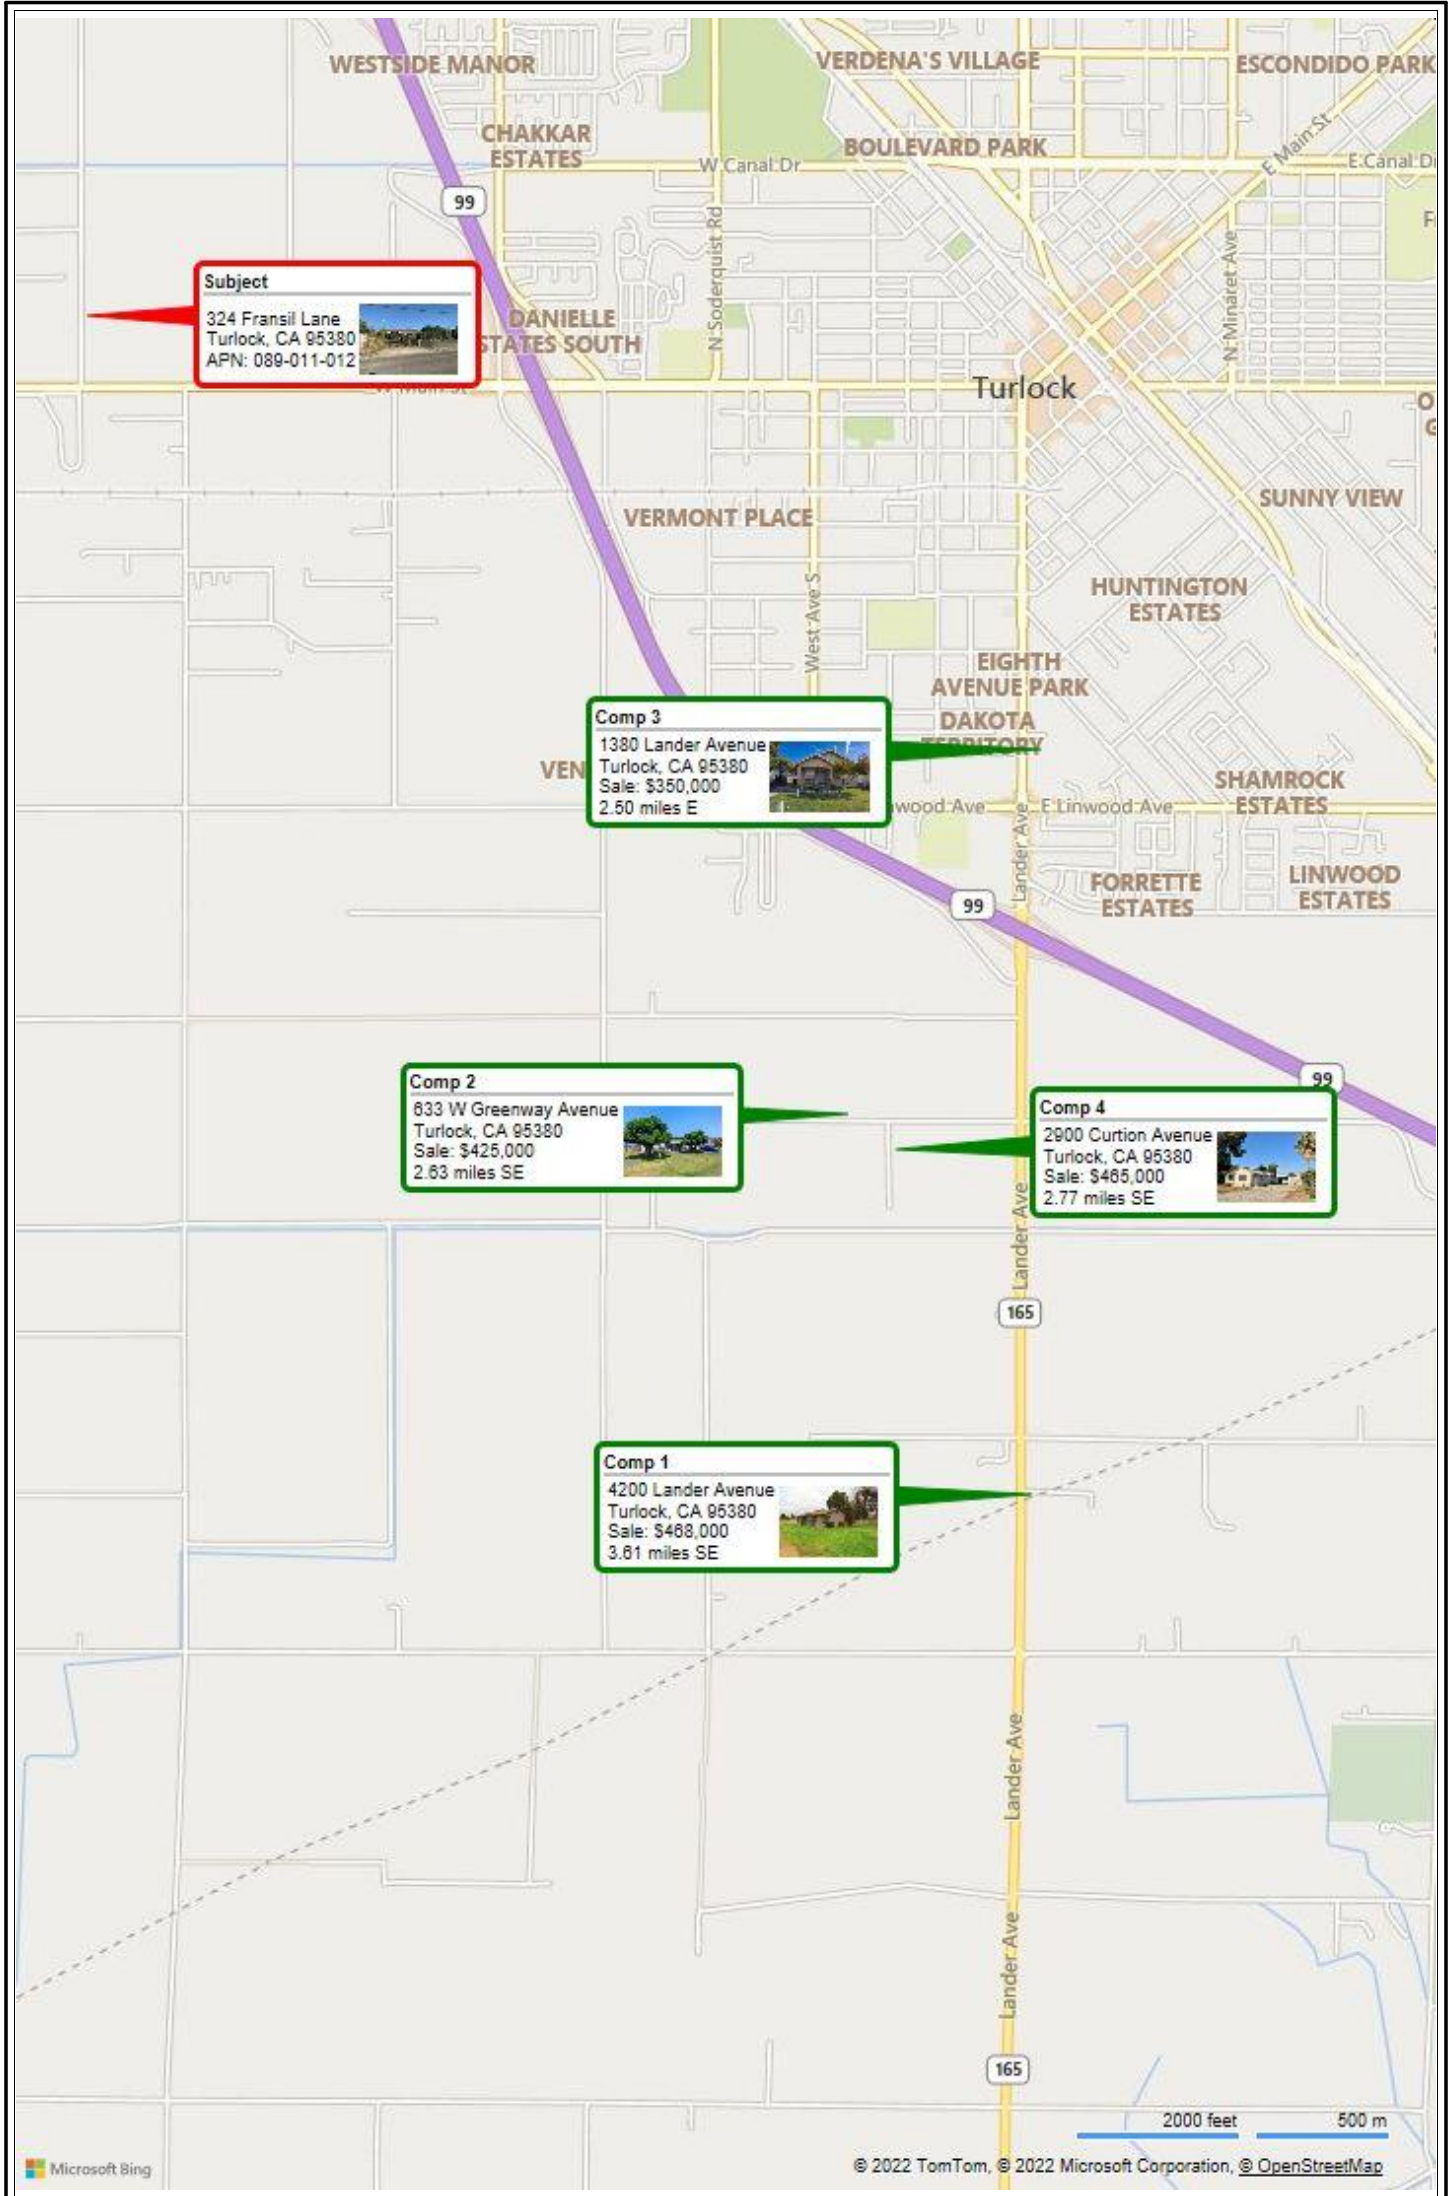 WESTSIDE MANOR
VERDENA'S VILLAGE
ESCONDIDO PARK
CHAKKAR
ESTATES
BOULEVARD PARK
E Main St
W Canal Dr
E Canal D
99
N Soderquist Rd
N Minaret Ave
F
Subject
324 Fransil Lane
Turlock, CA 95380
APN: 089-011-012
DANIELLE
STATES SOUTH
W Main St
Turlock
O
G
SUNNY VIEW
VERMONT PLACE
West Ave S
HUNTINGTON
ESTATES
EIGHTH
AVENUE PARK
DAKOTA
TERRITORY
Comp 3
1380 Lander Avenue
Turlock, CA 95380
Sale: $350,000
2.50 miles E
VEN
SHAMROCK
ESTATES
wood Ave
E Linwood Ave
Lander Ave
FORRETTE
ESTATES
LINWOOD
ESTATES
99
99
Comp 2
633 W Greenway Avenue
Turlock, CA 95380
Sale: $425,000
2.63 miles SE
Comp 4
2900 Curtion Avenue
Turlock, CA 95380
Sale: $465,000
2.77 miles SE
Lander Ave
165
Comp 1
4200 Lander Avenue
Turlock, CA 95380
Sale: $468,000
3.61 miles SE
Lander Ave
Lander Ave
165
2000 feet
500 m
Microsoft Bing
© 2022 TomTom, © 2022 Microsoft Corporation, © OpenStreetMap